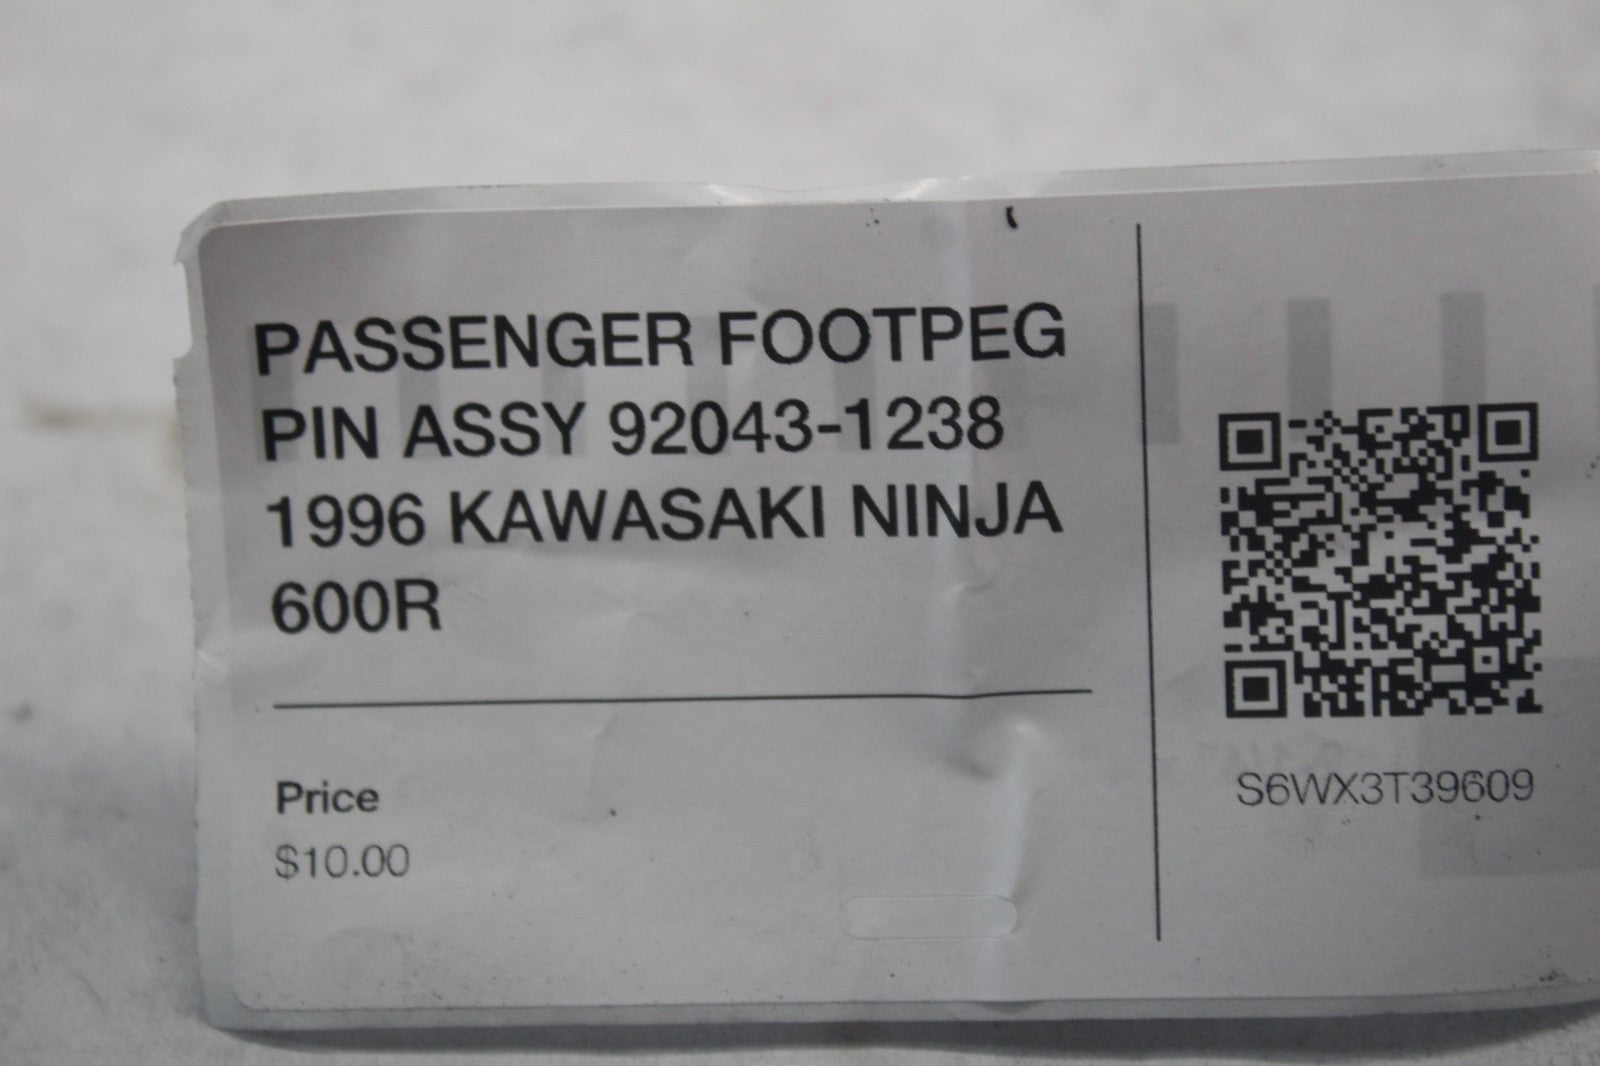 PASSENGER FOOTPEG
PIN ASSY 92043-1238
1996 KAWASAKI NINJA
600R
Price
$10.00
S6WX3T39609